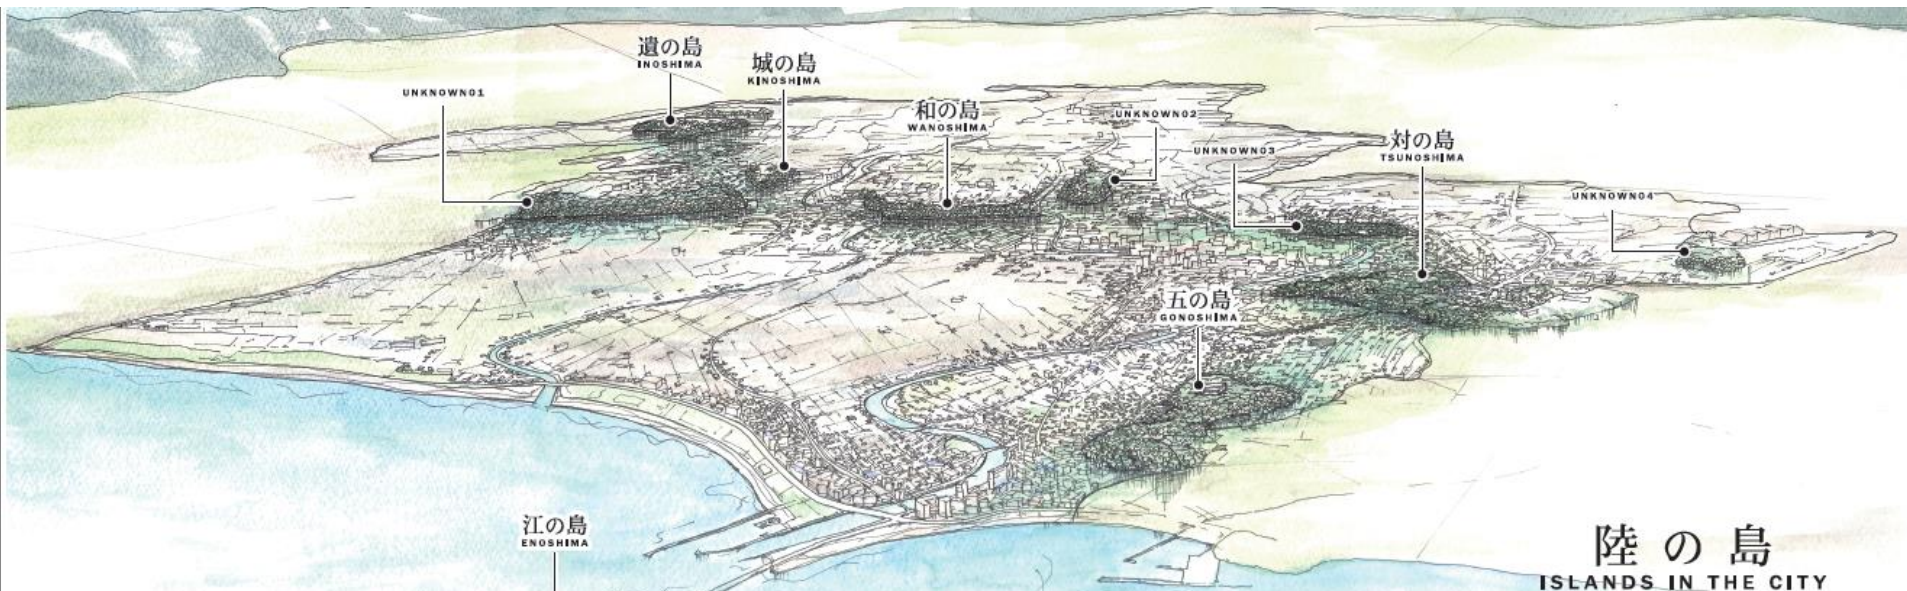 遺の島
INOSHIMA
城の島
KINOSHIMA
UNKNOWN01
和の島
WANOSHIMA
UNKNOWN02
UNKNOWN03
対の島
TSUNOSHIMA
UNKNOWN04
五の島
GONOSHIMA
江の島
ENOSHIMA
陸の島
ISLANDS IN THE CITY